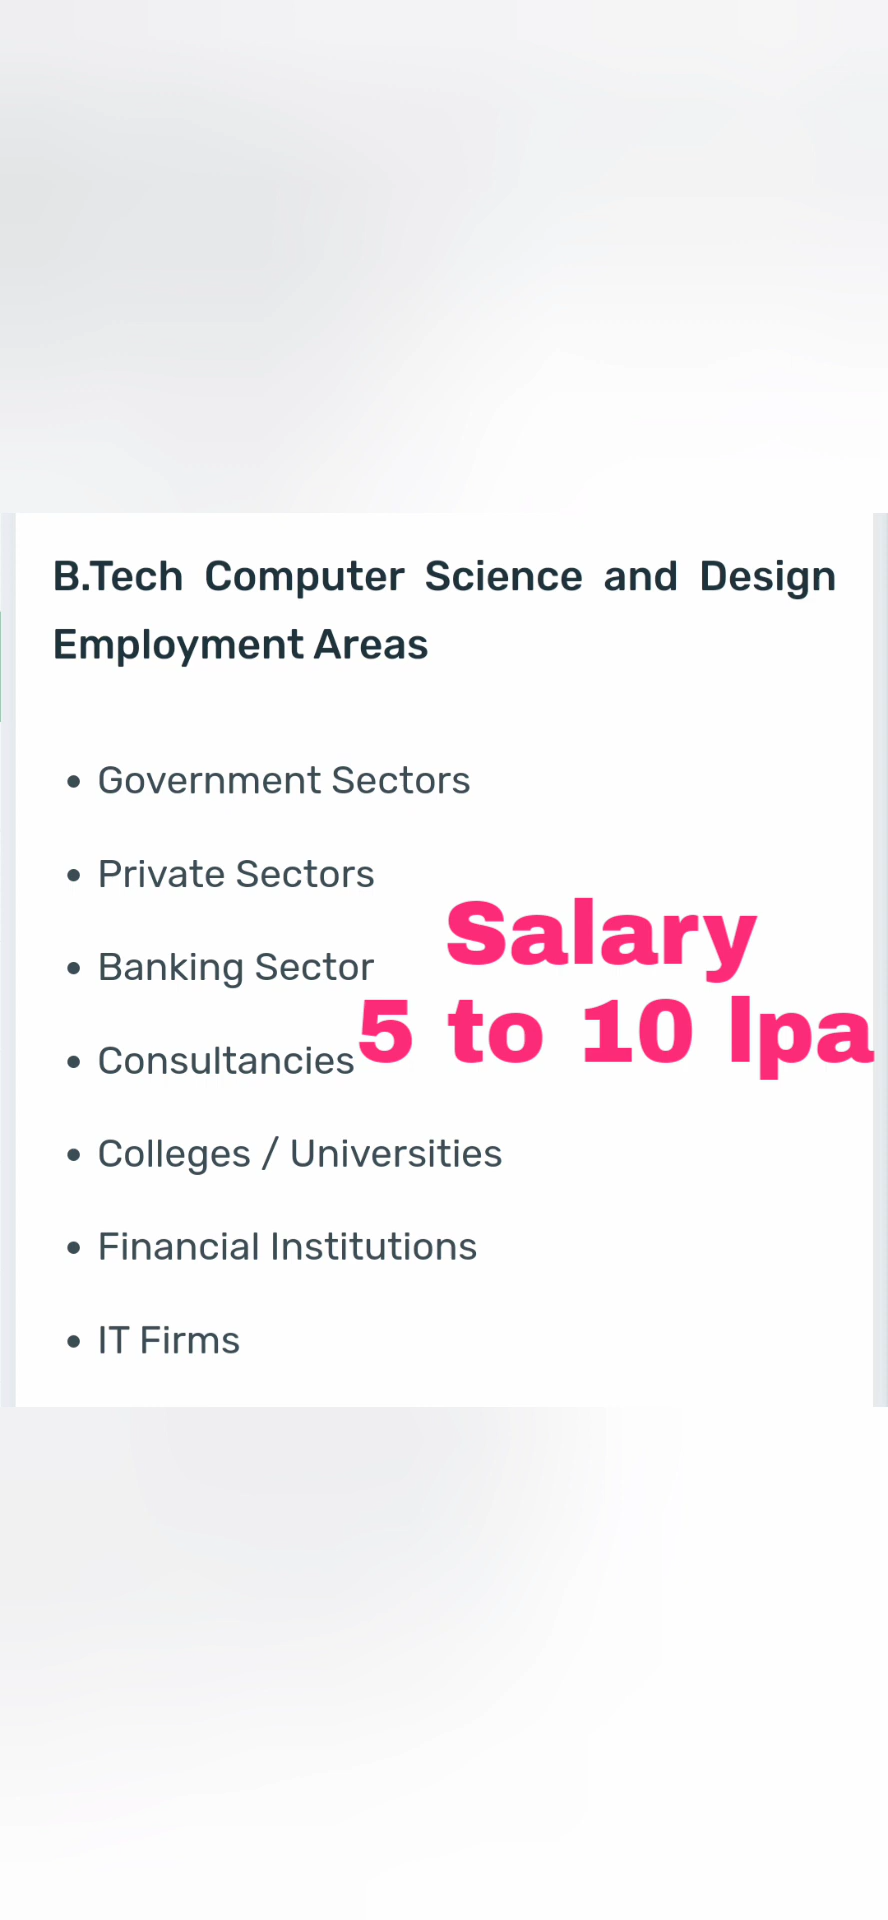 B.Tech Computer Science and Design
Employment Areas
• Government Sectors
• Private Sectors
Salary
• Banking Sector
5 to 10 lpa
• Consultancies
• Colleges / Universities
• Financial Institutions
• IT Firms